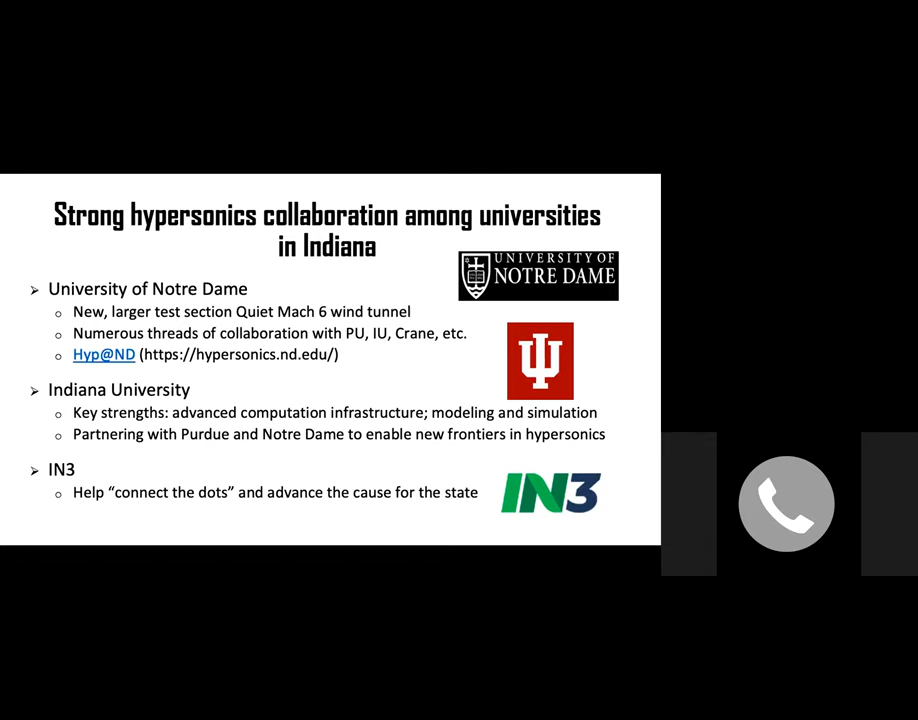 Strong hypersonics collaboration among universities
in Indiana
UNIVERSITY OF
NOTRE DAME
➢ University of Notre Dame
o New, larger test section Quiet Mach 6 wind tunnel
o Numerous threads of collaboration with PU, IU, Crane, etc.
o Hyp@ND (https://hypersonics.nd.edu/)
➢ Indiana University
o Key strengths: advanced computation infrastructure; modeling and simulation
o Partnering with Purdue and Notre Dame to enable new frontiers in hypersonics
➢ IN3
o Help “connect the dots” and advance the cause for the state
IN3